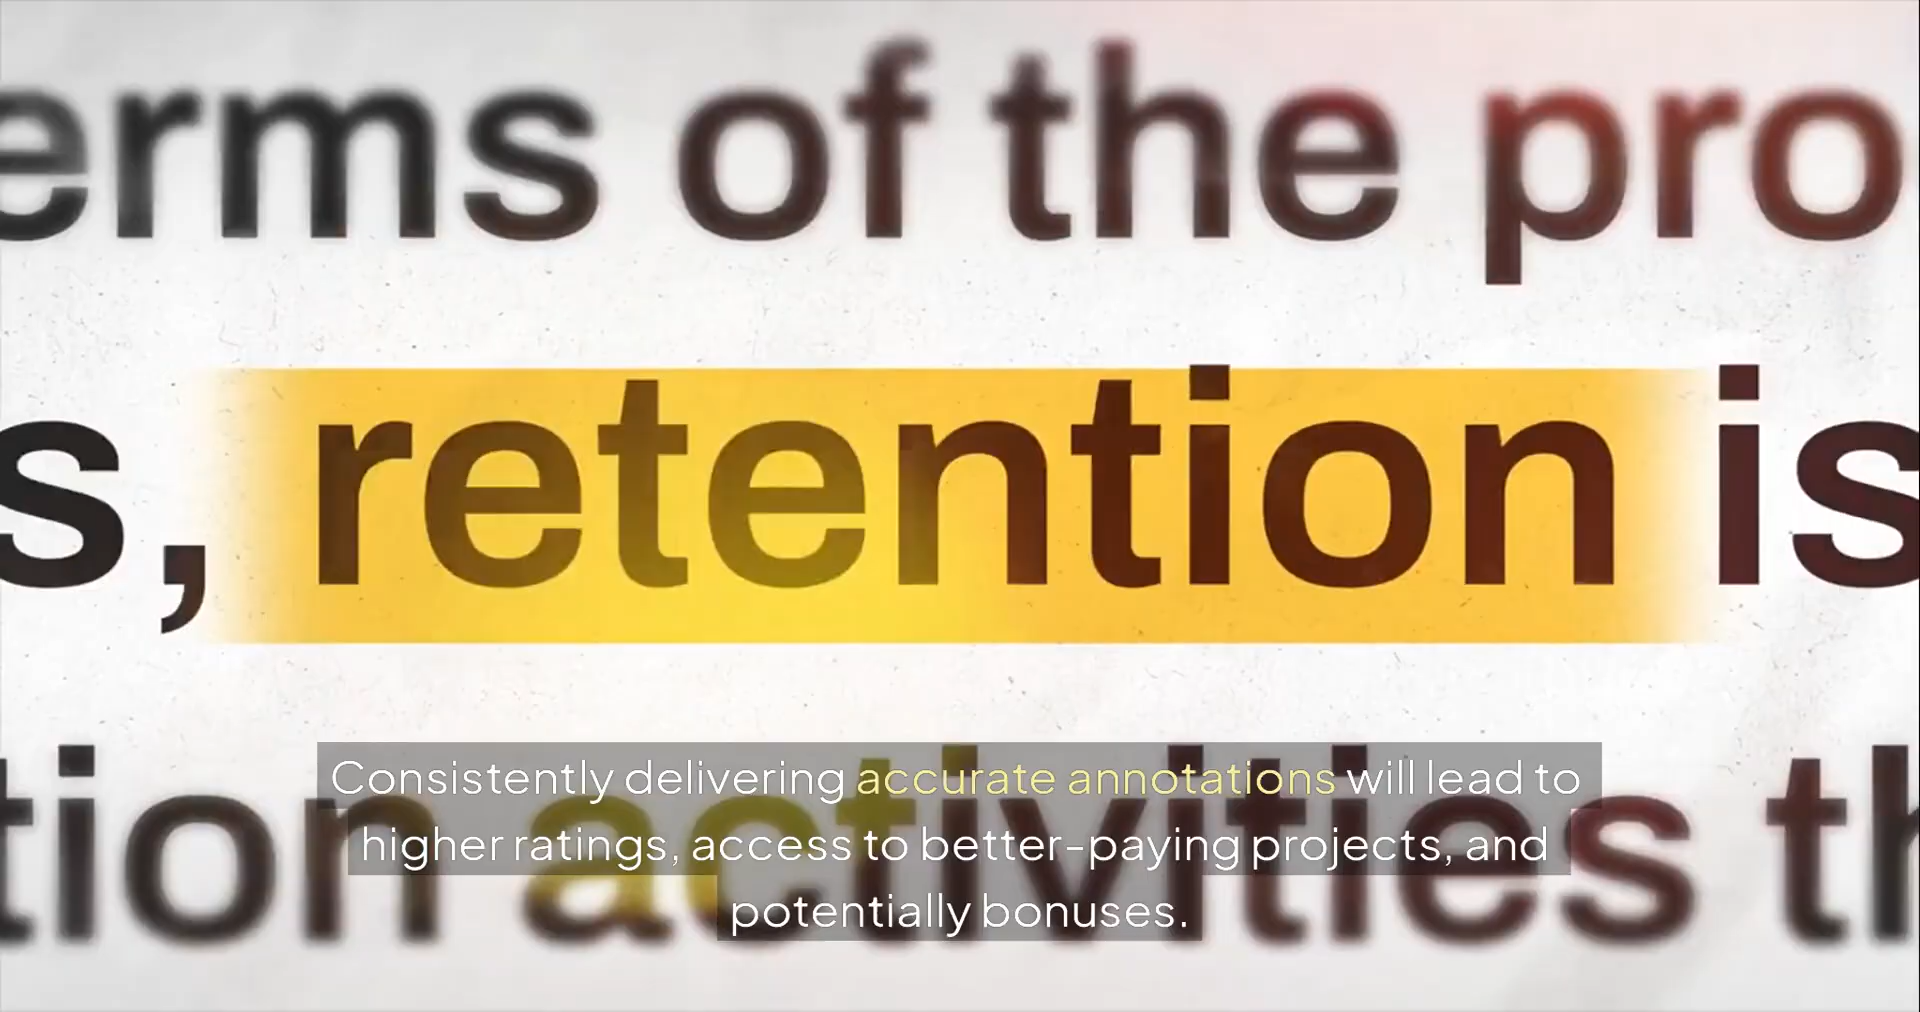 erms of the pro
s, retention is
tion activities th
Consistently delivering accurate annotations will lead to
higher ratings, access to better-paying projects, and
potentially bonuses.